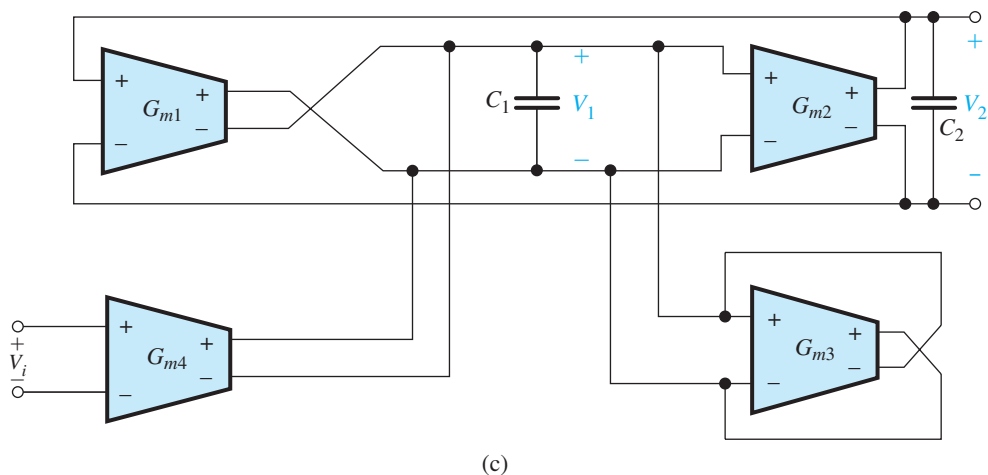 + − G_m1 + −
C_1
+ V_1 −
+ − G_m2 + −
C_2
+ V_2 −
+ V_i −
+ − G_m4 + −
+ − G_m3 + −
(c)